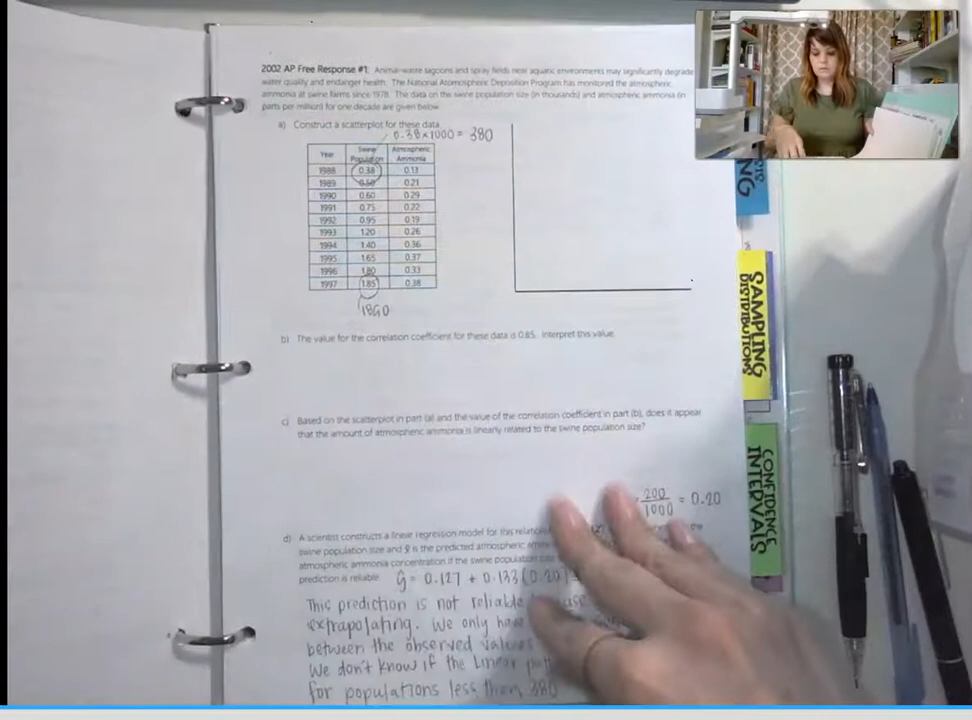 2002 AP Free Response #1: Animal-waste lagoons and spray fields near aquatic environments may significantly degrade
water quality and endanger health. The National Atmospheric Deposition Program has monitored the atmospheric
ammonia at swine farms since 1978. The data on the swine population size (in thousands) and atmospheric ammonia (in
parts per million) for one decade are given below.
a) Construct a scatterplot for these data.
0.38 x 1000 = 380
Year Swine Population Atmospheric Ammonia
1988 0.38 0.13
1989 0.50 0.21
1990 0.60 0.29
1991 0.75 0.22
1992 0.95 0.19
1993 1.20 0.26
1994 1.40 0.36
1995 1.65 0.37
1996 1.80 0.33
1997 1.85 0.38
1850
b) The value for the correlation coefficient for these data is 0.85. Interpret this value.
c) Based on the scatterplot in part (a) and the value of the correlation coefficient in part (b), does it appear
that the amount of atmospheric ammonia is linearly related to the swine population size?
200
1000 = 0.20
d) A scientist constructs a linear regression model for this
swine population size and ŷ is the predicted atmospheric
atmospheric ammonia concentration if the swine population
prediction is reliable.
ŷ = 0.127 + 0.133(0.20)
This prediction is not reliable
extrapolating. We only have
between the observed values
We don't know if the linear
for populations less than 380
NG
SAMPLING
DISTRIBUTIONS
CONFIDENCE
INTERVALS